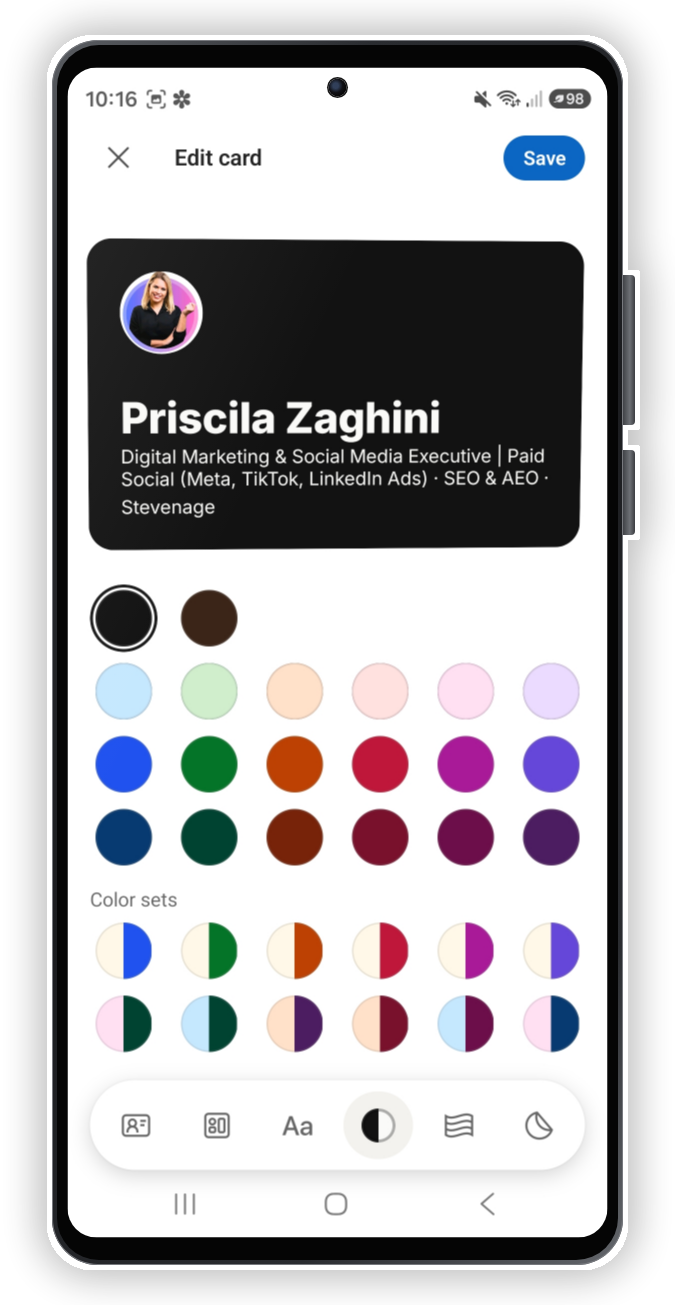 10:16
98
Edit card
Save
Priscila Zaghini
Digital Marketing & Social Media Executive | Paid
Social (Meta, TikTok, LinkedIn Ads) · SEO & AEO ·
Stevenage
Color sets
Aa